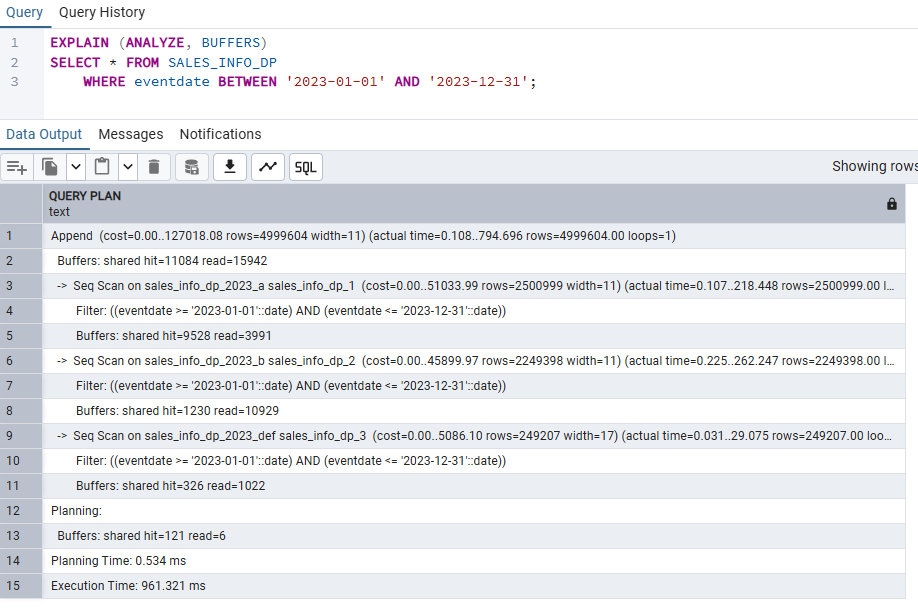 Query Query History
1 EXPLAIN (ANALYZE, BUFFERS)
2 SELECT * FROM SALES_INFO_DP
3 WHERE eventdate BETWEEN '2023-01-01' AND '2023-12-31';
Data Output Messages Notifications
SQL Showing rows
QUERY PLAN
text
1 Append (cost=0.00..127018.08 rows=4999604 width=11) (actual time=0.108..794.696 rows=4999604.00 loops=1)
2 Buffers: shared hit=11084 read=15942
3 -> Seq Scan on sales_info_dp_2023_a sales_info_dp_1 (cost=0.00..51033.99 rows=2500999 width=11) (actual time=0.107..218.448 rows=2500999.00 l...
4 Filter: ((eventdate >= '2023-01-01'::date) AND (eventdate <= '2023-12-31'::date))
5 Buffers: shared hit=9528 read=3991
6 -> Seq Scan on sales_info_dp_2023_b sales_info_dp_2 (cost=0.00..45899.97 rows=2249398 width=11) (actual time=0.225..262.247 rows=2249398.00 l...
7 Filter: ((eventdate >= '2023-01-01'::date) AND (eventdate <= '2023-12-31'::date))
8 Buffers: shared hit=1230 read=10929
9 -> Seq Scan on sales_info_dp_2023_def sales_info_dp_3 (cost=0.00..5086.10 rows=249207 width=17) (actual time=0.031..29.075 rows=249207.00 loo...
10 Filter: ((eventdate >= '2023-01-01'::date) AND (eventdate <= '2023-12-31'::date))
11 Buffers: shared hit=326 read=1022
12 Planning:
13 Buffers: shared hit=121 read=6
14 Planning Time: 0.534 ms
15 Execution Time: 961.321 ms